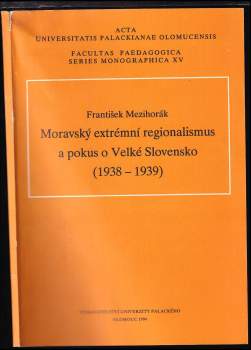 ACTA
UNIVERSITATIS PALACKIANAE OLOMUCENSIS
FACULTAS PAEDAGOGICA
SERIES MONOGRAPHICA XV
František Mezihorák
Moravský extrémní regionalismus
a pokus o Velké Slovensko
(1938 – 1939)
VYDAVATELSTVÍ UNIVERZITY PALACKÉHO
OLOMOUC 1994